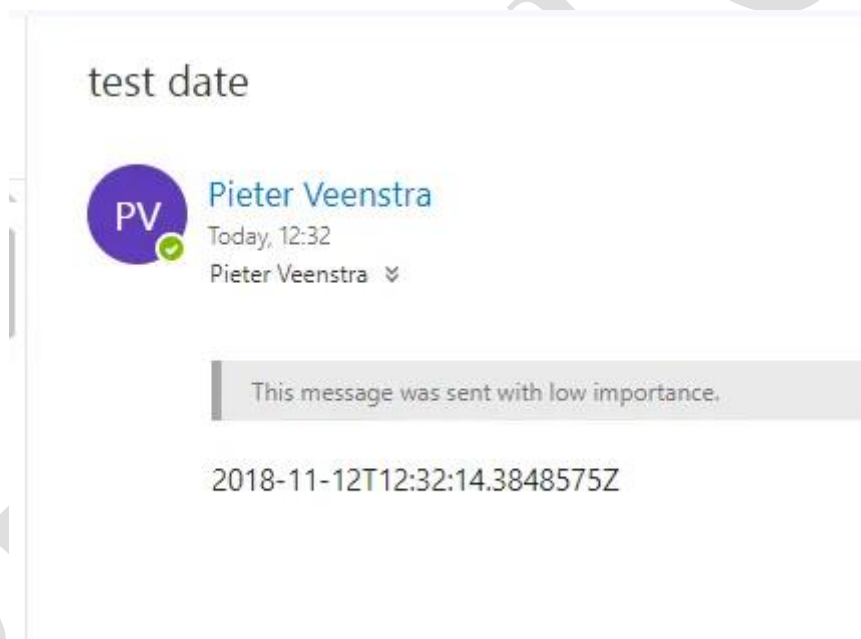 test date
PV
Pieter Veenstra
Today, 12:32
Pieter Veenstra
This message was sent with low importance.
2018-11-12T12:32:14.3848575Z